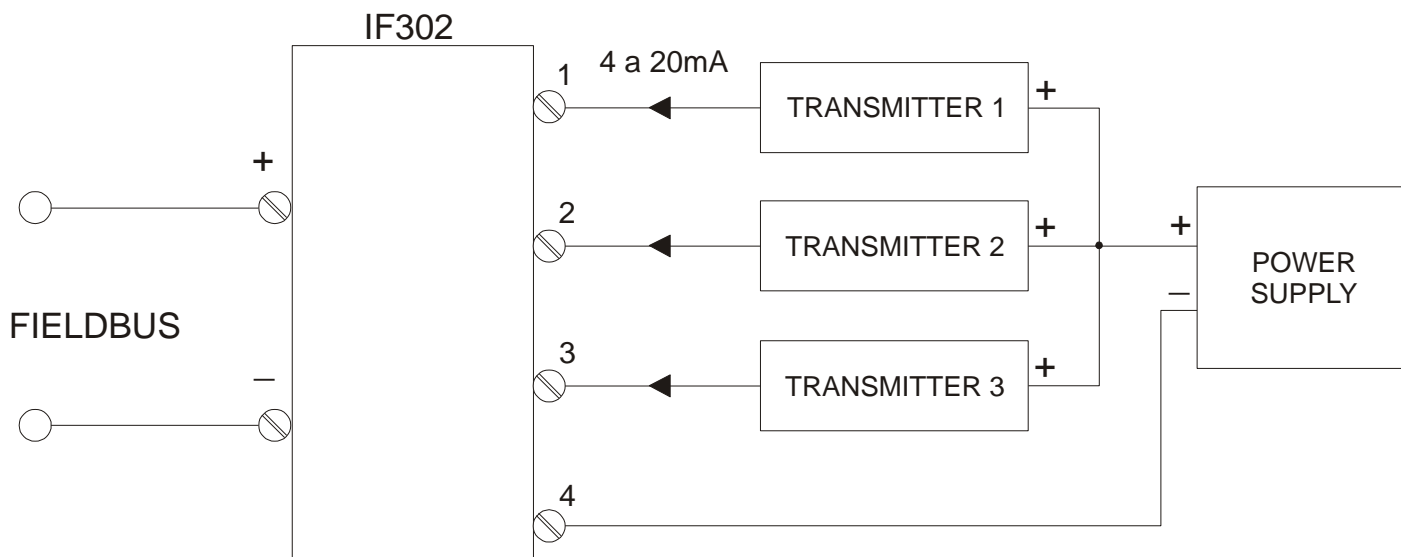 IF302
1
4 a 20mA
TRANSMITTER 1
+
+
2
TRANSMITTER 2
+
+
POWER
SUPPLY
–
FIELDBUS
3
TRANSMITTER 3
+
–
4